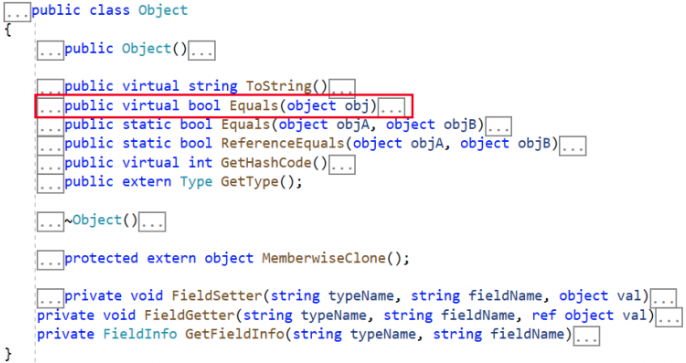 ...public class Object
{
...public Object()...
...public virtual string ToString()...
...public virtual bool Equals(object obj)...
...public static bool Equals(object objA, object objB)...
...public static bool ReferenceEquals(object objA, object objB)...
...public virtual int GetHashCode()...
...public extern Type GetType();
...~Object()...
...protected extern object MemberwiseClone();
...private void FieldSetter(string typeName, string fieldName, object val)...
private void FieldGetter(string typeName, string fieldName, ref object val)...
private FieldInfo GetFieldInfo(string typeName, string fieldName)...
}